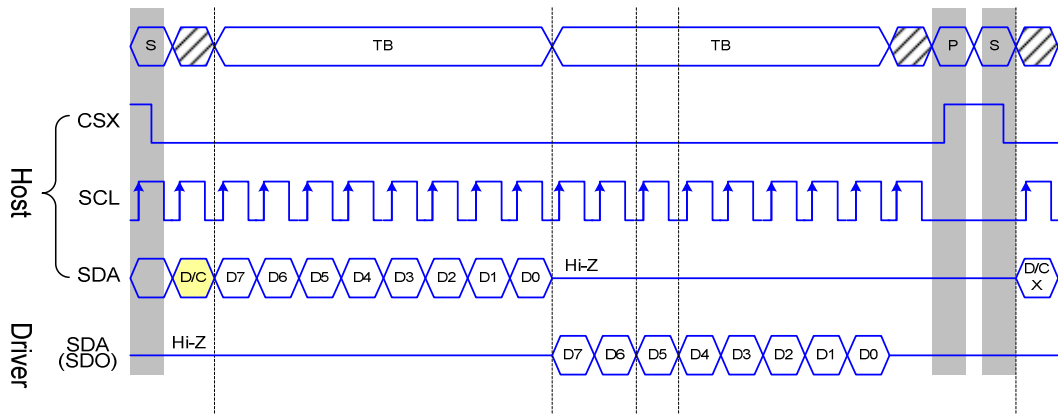 S TB TB P S
CSX
Host
SCL
SDA D/C D7 D6 D5 D4 D3 D2 D1 D0 Hi-Z D/C
X
Driver
SDA Hi-Z
(SDO) D7 D6 D5 D4 D3 D2 D1 D0